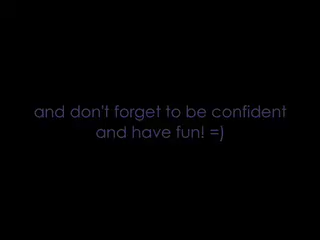 and don't forget to be confident
and have fun! =)